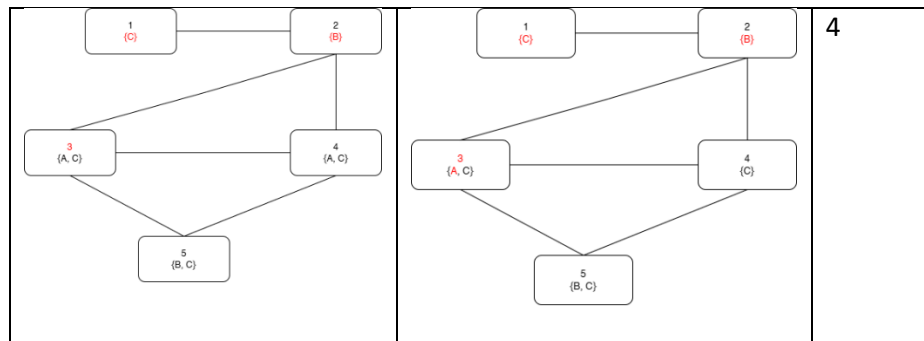 1
{C}
2
{B}
3
{A, C}
4
{A, C}
5
{B, C}
1
{C}
2
{B}
3
{A, C}
4
{C}
5
{B, C}
4